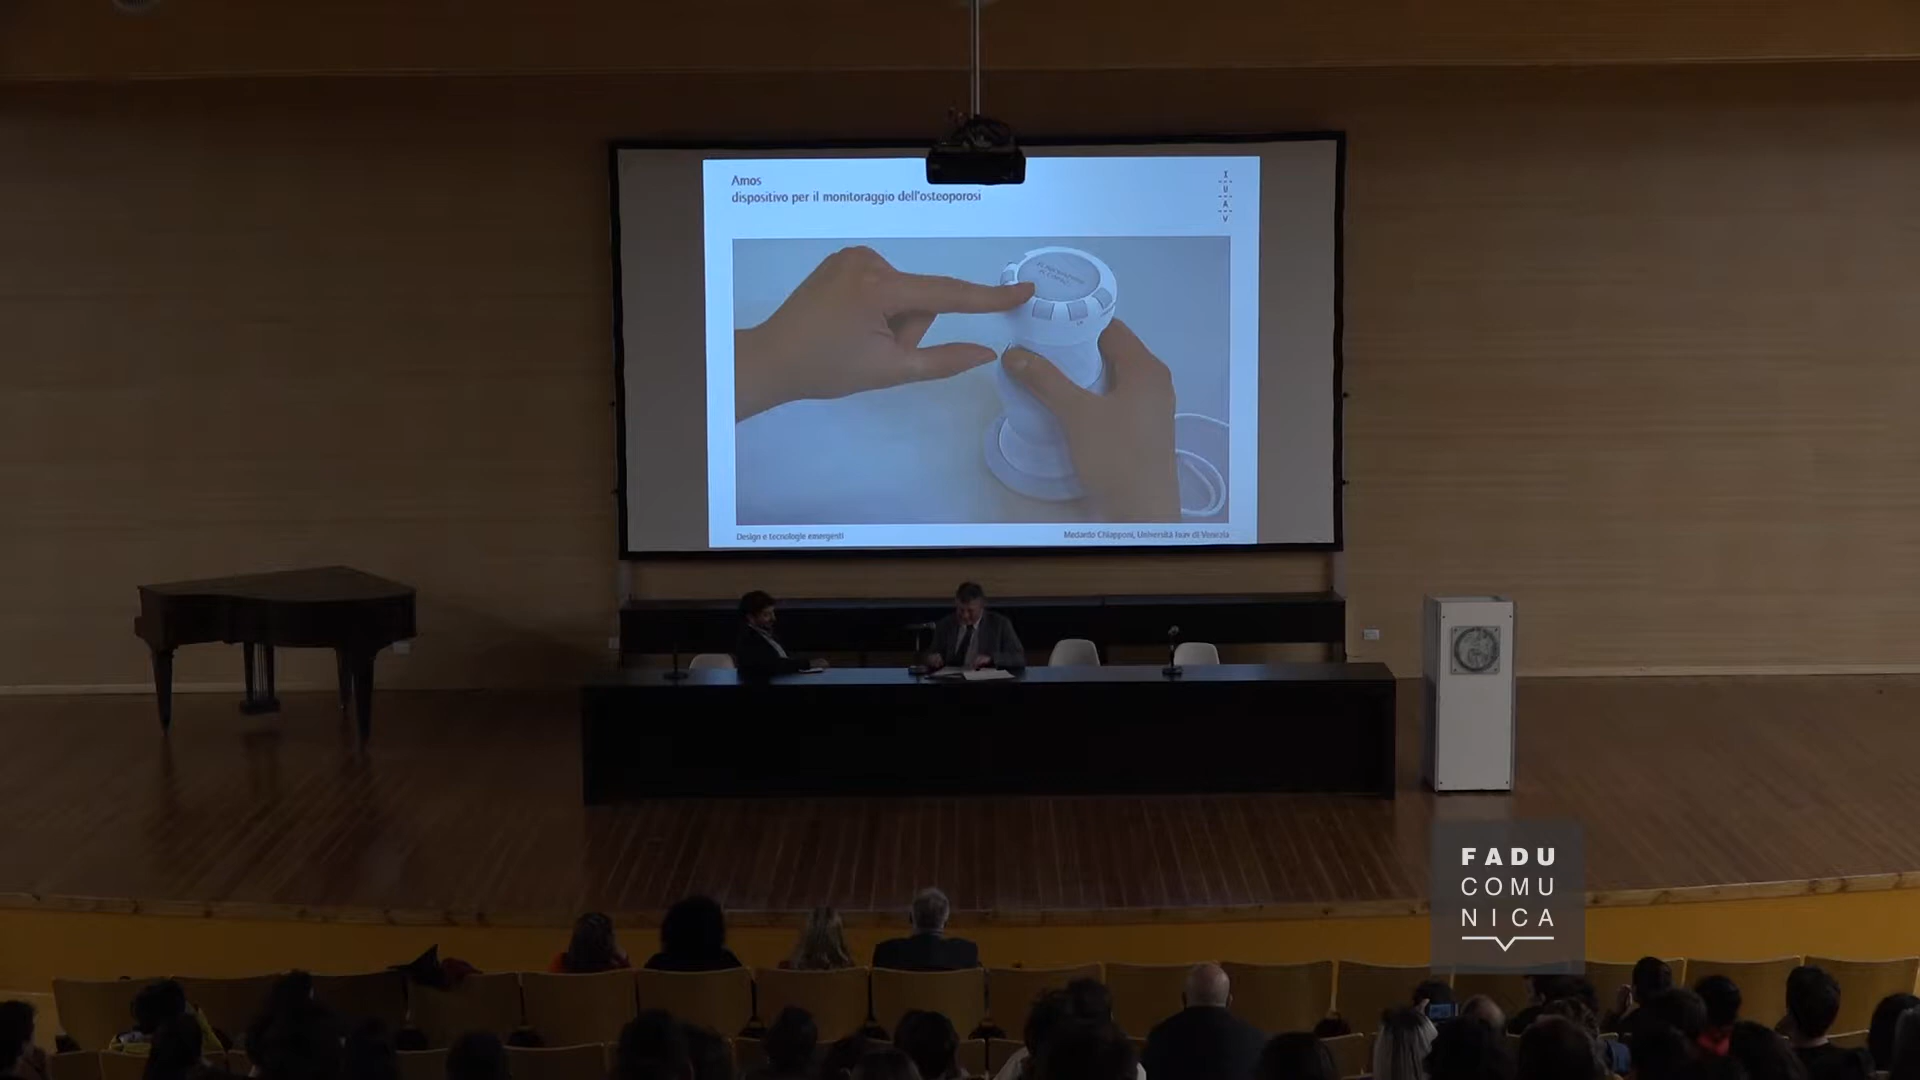 Amos
dispositivo per il monitoraggio dell'osteoporosi
I
U
A
V
Design e tecnologie emergenti
Medardo Chiapponi, Università Iuav di Venezia
FADU
COMU
NICA